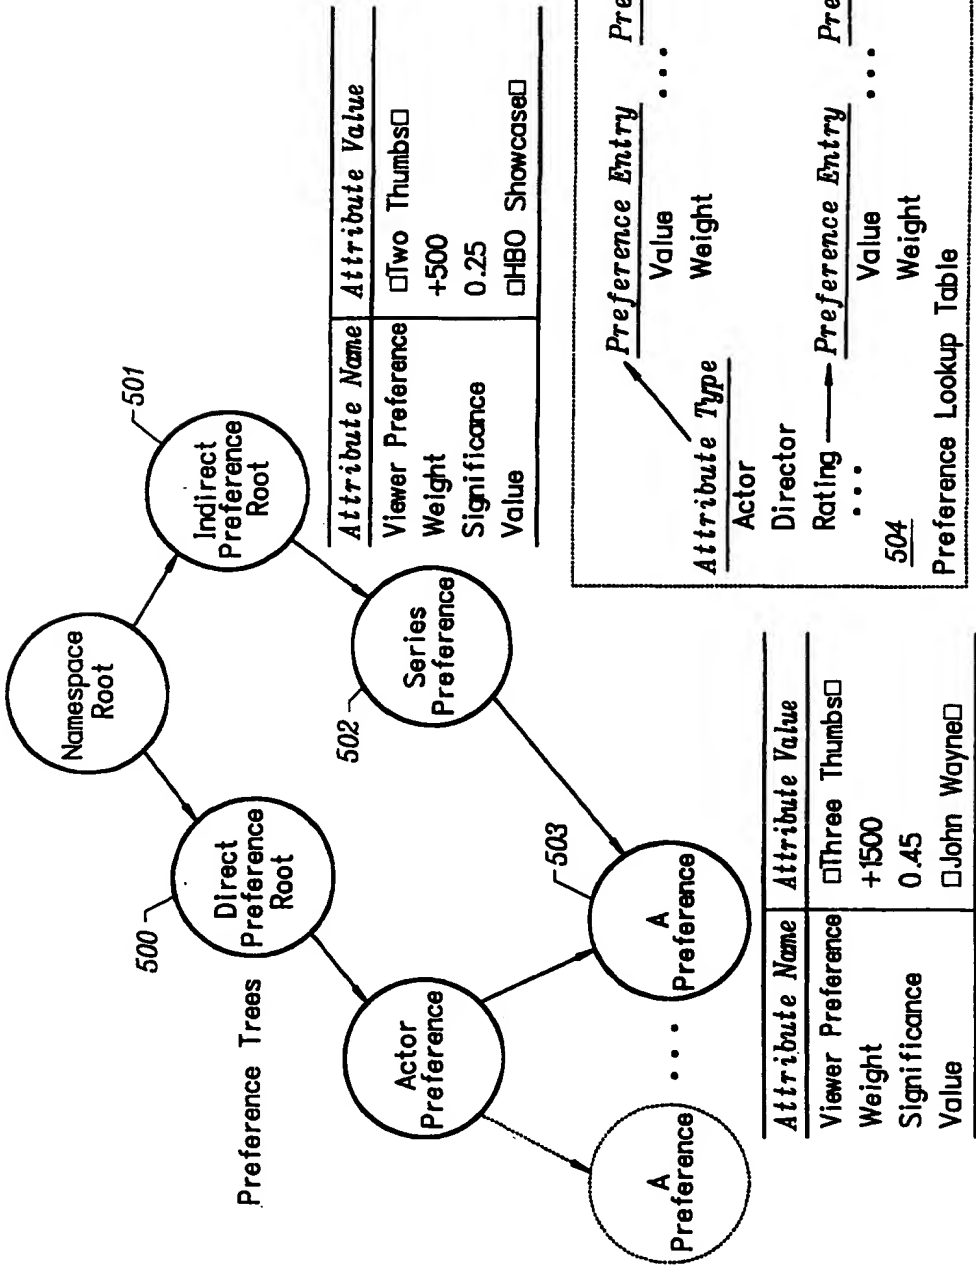 Preference Trees
Namespace
Root
500
Direct
Preference
Root
Indirect
Preference
Root
501
Actor
Preference
502
Series
Preference
A
Preference
• • •
A
Preference
503
Attribute Name Attribute Value
Viewer Preference □Two Thumbs□
Weight +500
Significance 0.25
Value □HBO Showcase□
Attribute Name Attribute Value
Viewer Preference □Three Thumbs□
Weight +1500
Significance 0.45
Value □John Wayne□
Attribute Type
Actor
Director
Rating
• • •
Preference Entry
Value
Weight
• • •
Preference Entry
Value
Weight
• • •
504
Preference Lookup Table